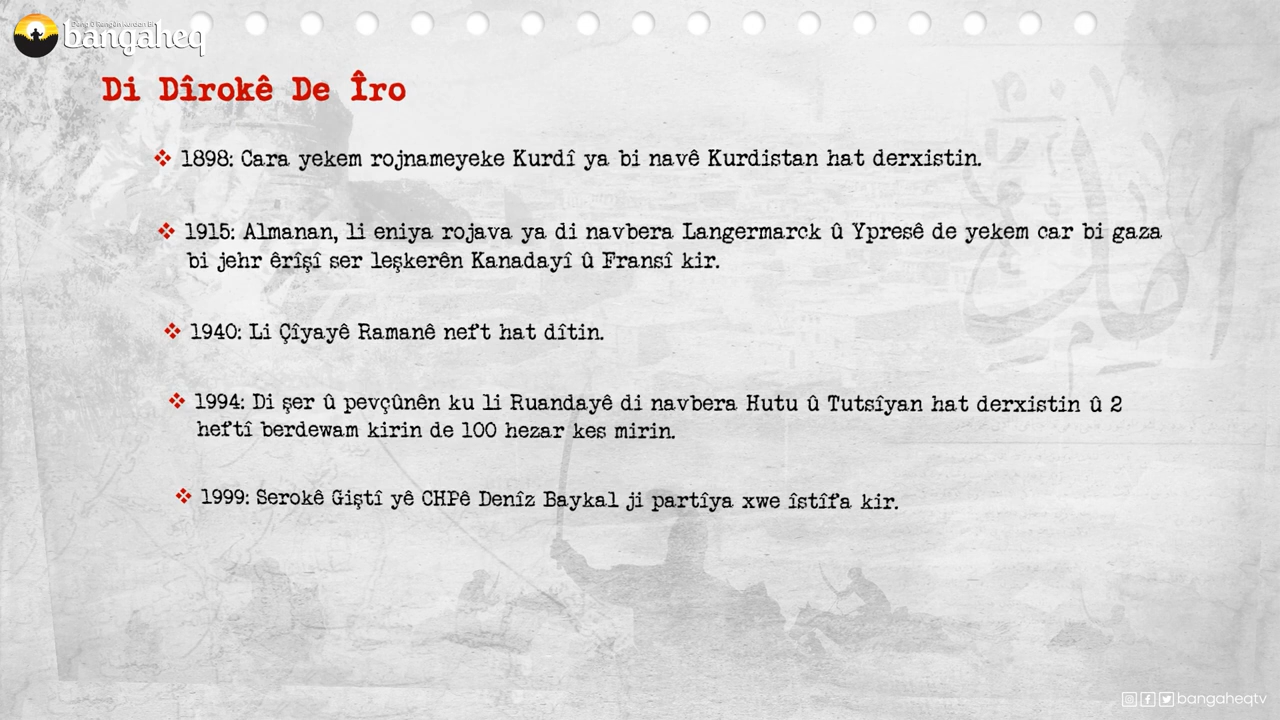 Deng û Rengên Kurdan Bi
bangaheq
Di Dîrokê De Îro
1898: Cara yekem rojnameyeke Kurdî ya bi navê Kurdistan hat derxistin.
1915: Almanan, li eniya rojava ya di navbera Langermarck û Ypresê de yekem car bi gaza
bi jehr êrîşî ser leşkerên Kanadayî û Fransî kir.
1940: Li Çîyayê Ramanê neft hat dîtin.
1994: Di şer û pevçûnên ku li Ruandayê di navbera Hutu û Tutsîyan hat derxistin û 2
heftî berdewam kirin de 100 hezar kes mirin.
1999: Serokê Giştî yê CHPê Denîz Baykal ji partîya xwe îstîfa kir.
bangaheqtv